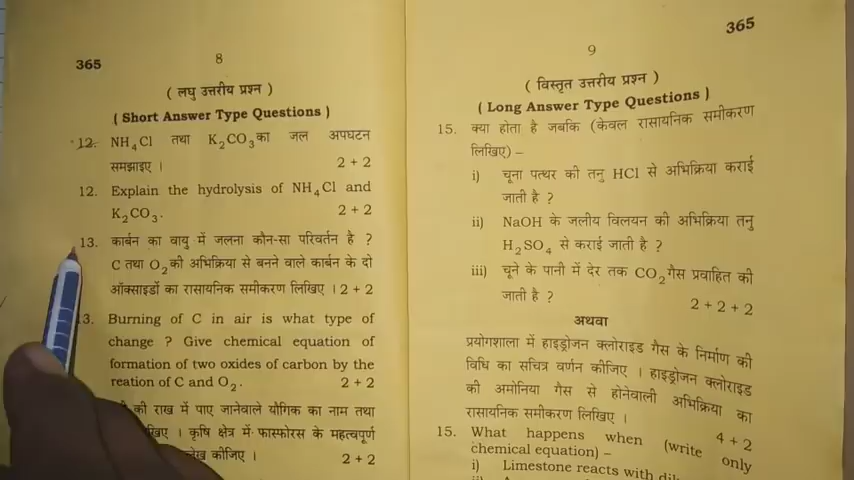 365
8
( लघु उत्तरीय प्रश्न )
( Short Answer Type Questions )
12. NH₄Cl तथा K₂CO₃का जल अपघटन
समझाइए । 2 + 2
12. Explain the hydrolysis of NH₄Cl and
K₂CO₃. 2 + 2
13. कार्बन का वायु में जलना कौन-सा परिवर्तन है ?
C तथा O₂की अभिक्रिया से बनने वाले कार्बन के दो
ऑक्साइडों का रासायनिक समीकरण लिखिए । 2 + 2
13. Burning of C in air is what type of
change ? Give chemical equation of
formation of two oxides of carbon by the
reation of C and O₂. 2 + 2
की राख में पाए जानेवाले यौगिक का नाम तथा
। कृषि क्षेत्र में फास्फोरस के महत्वपूर्ण
कीजिए । 2 + 2
9
365
( विस्तृत उत्तरीय प्रश्न )
( Long Answer Type Questions )
15. क्या होता है जबकि (केवल रासायनिक समीकरण
लिखिए) –
i) चूना पत्थर की तनु HCl से अभिक्रिया कराई
जाती है ?
ii) NaOH के जलीय विलयन की अभिक्रिया तनु
H₂SO₄ से कराई जाती है ?
iii) चूने के पानी में देर तक CO₂ गैस प्रवाहित की
जाती है ? 2 + 2 + 2
अथवा
प्रयोगशाला में हाइड्रोजन क्लोराइड गैस के निर्माण की
विधि का सचित्र वर्णन कीजिए । हाइड्रोजन क्लोराइड
की अमोनिया गैस से होनेवाली अभिक्रिया का
रासायनिक समीकरण लिखिए । 4 + 2
15. What happens when (write only
chemical equation) –
i) Limestone reacts with